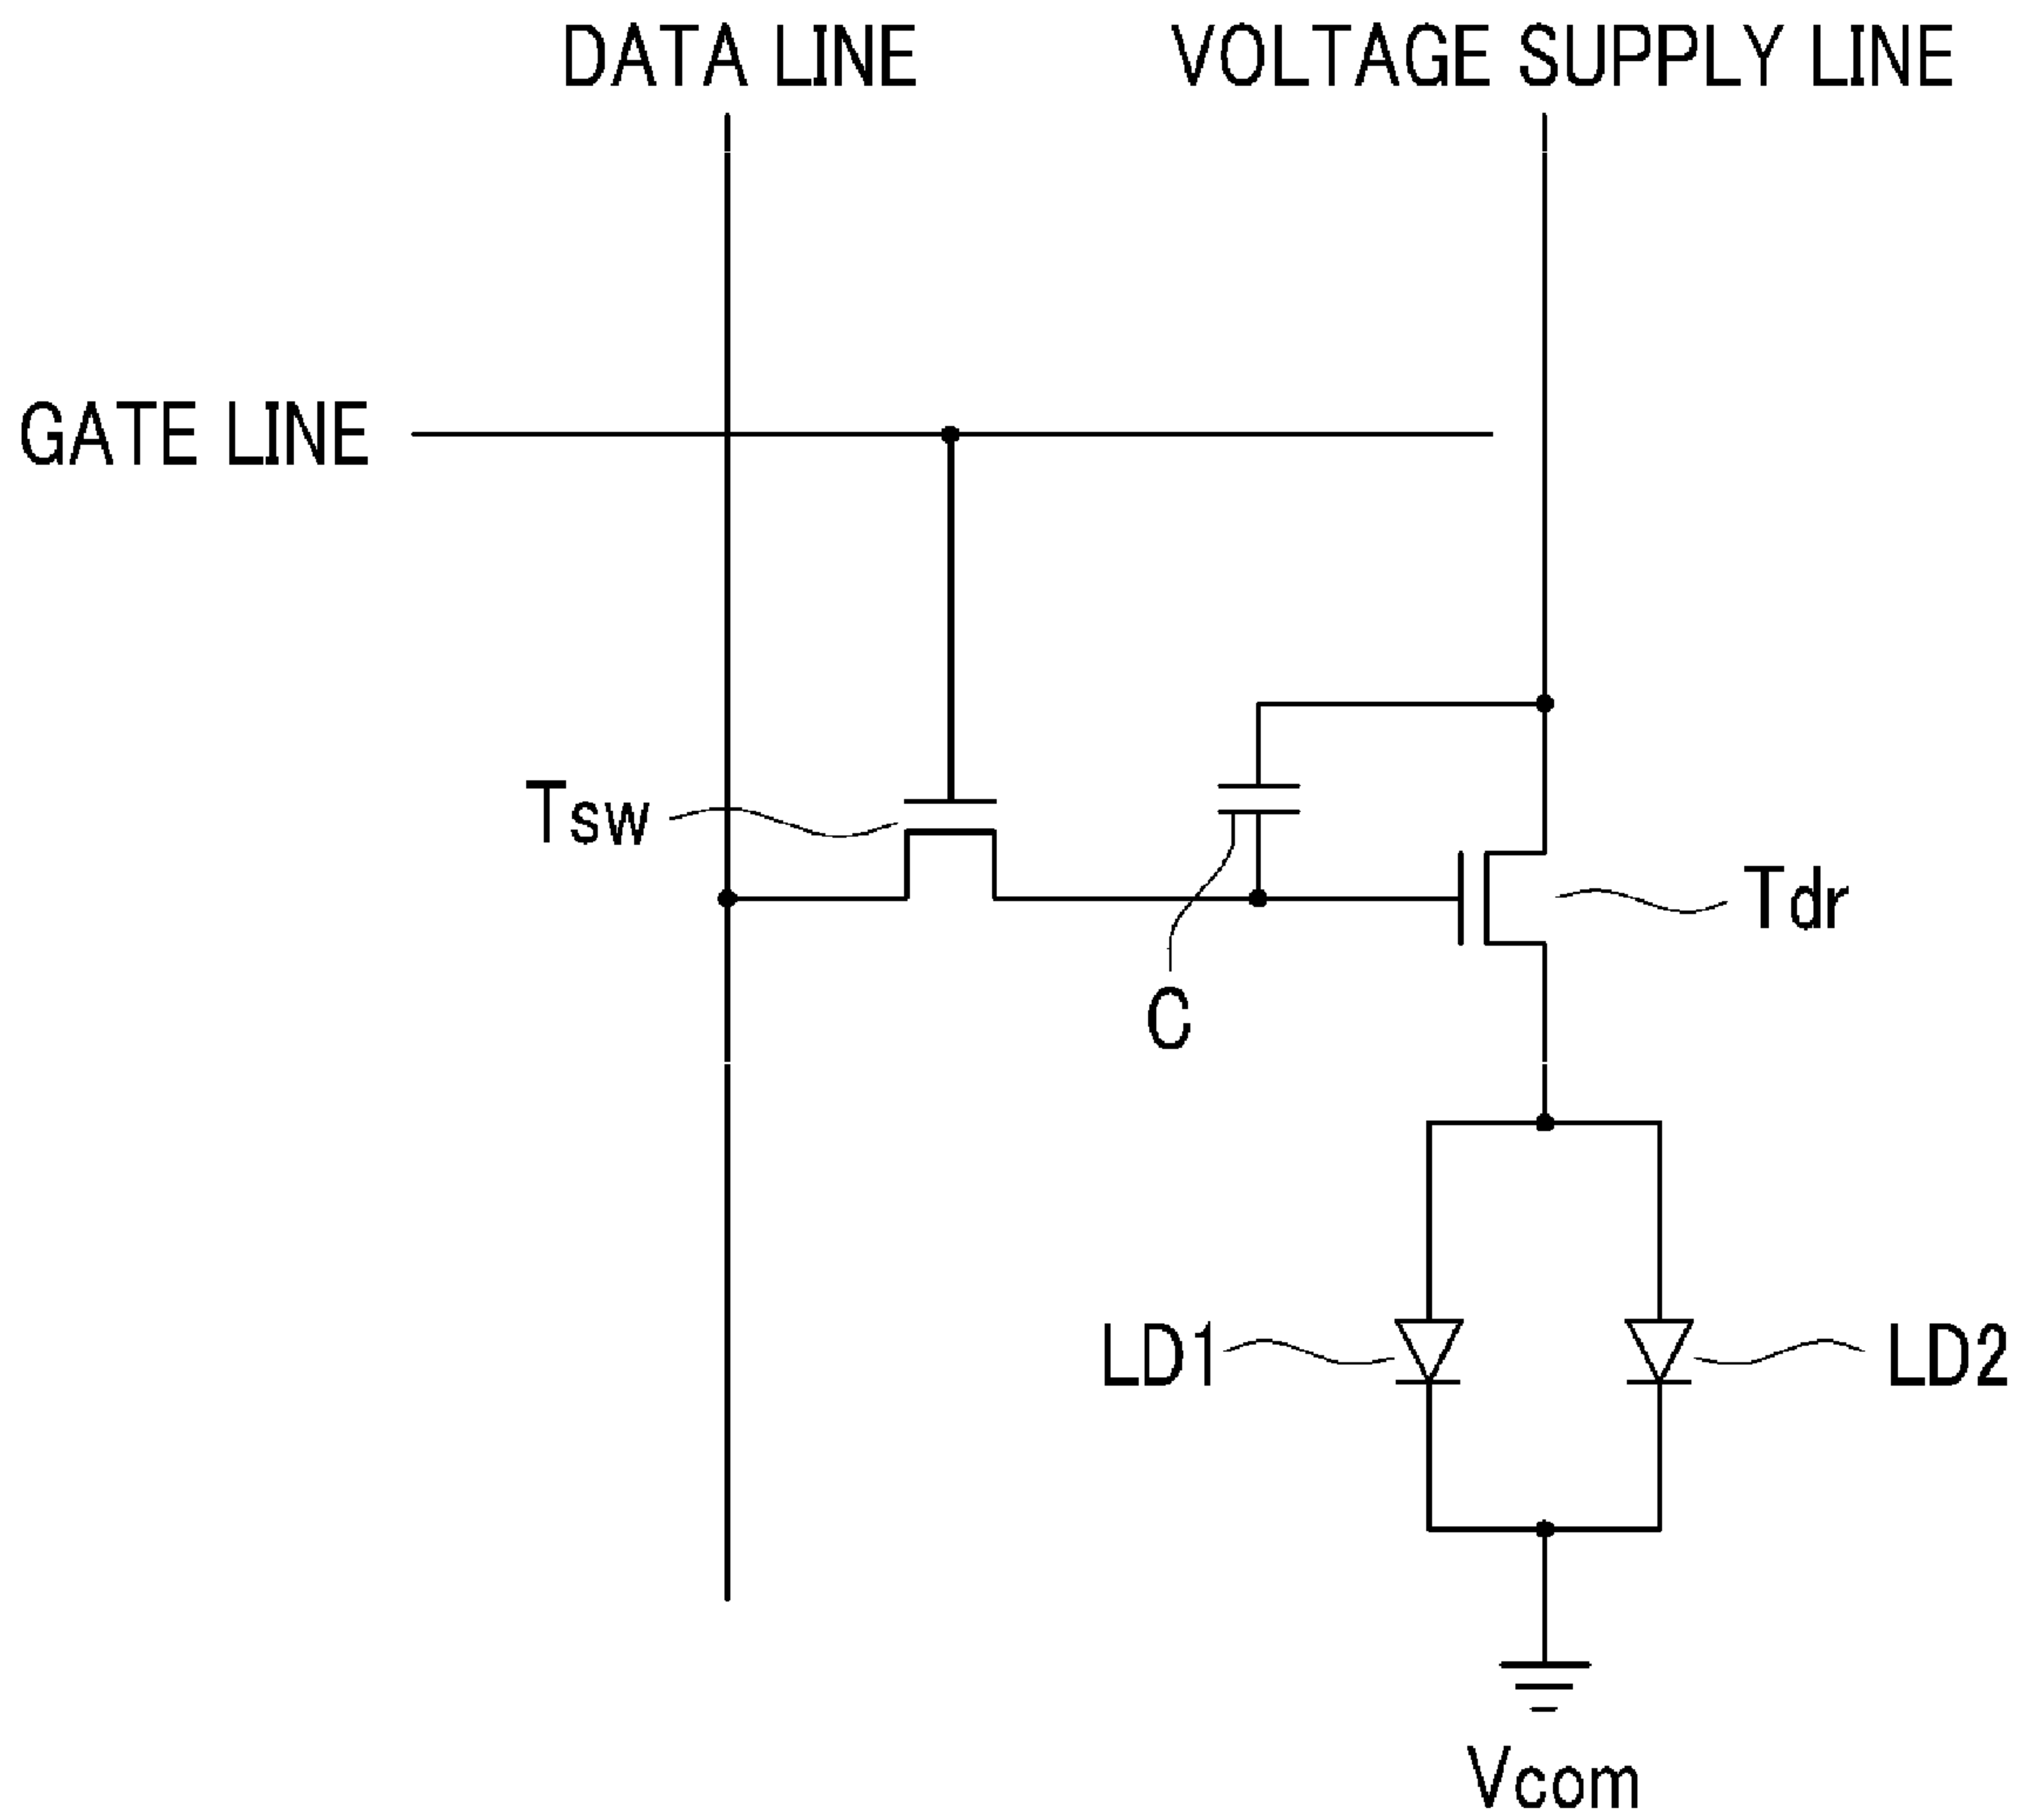 DATA LINE
VOLTAGE SUPPLY LINE
GATE LINE
Tsw
Tdr
C
LD1
LD2
Vcom